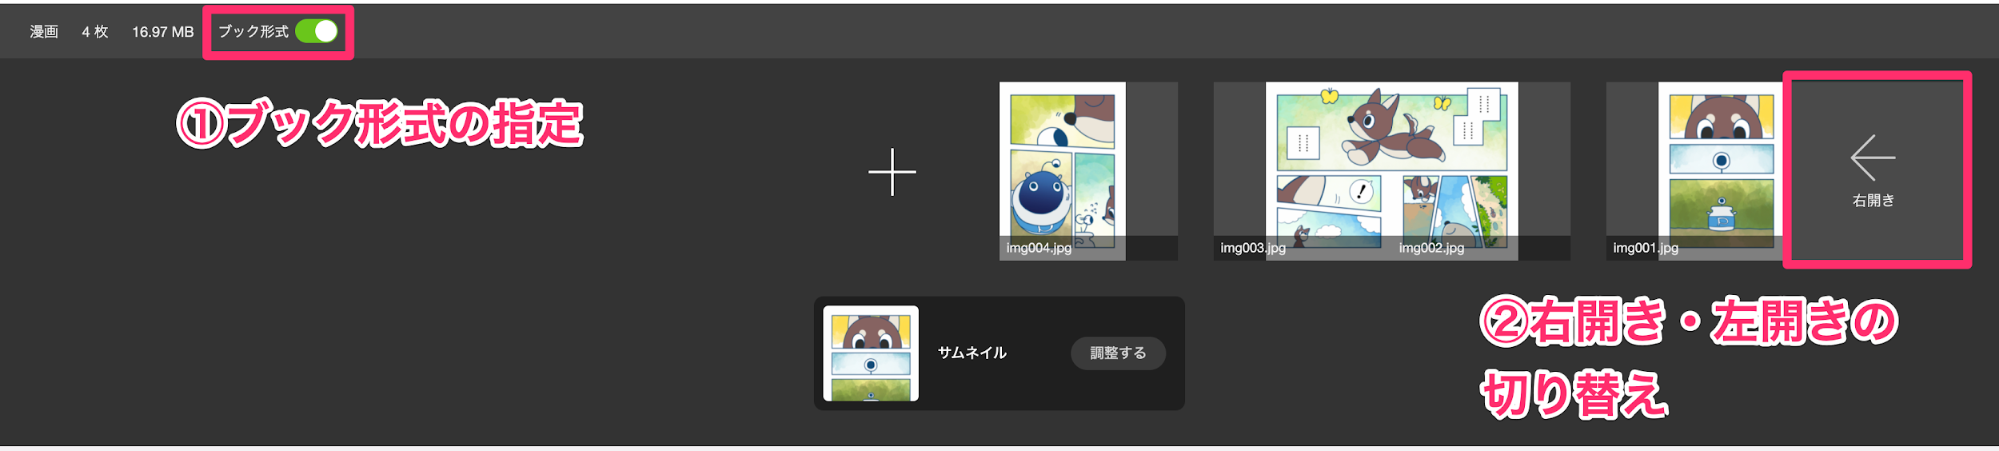 漫画 4 枚 16.97 MB ブック形式
①ブック形式の指定
!
右開き
img004.jpg img003.jpg img002.jpg img001.jpg
②右開き・左開きの
切り替え
サムネイル 調整する